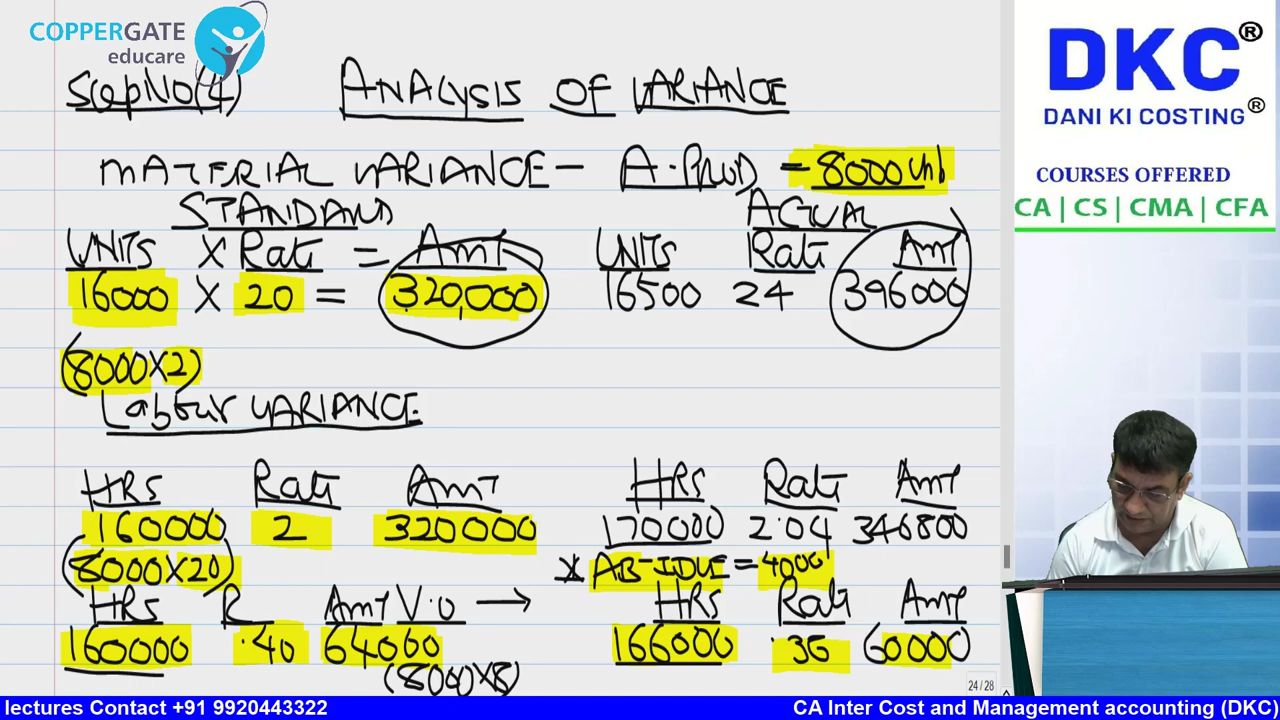 COPPERGATE
educare
Step No (4) ANALYSIS OF VARIANCE
MATERIAL VARIANCE - A.PROD = 8000 Unit
STANDARD ACTUAL
UNITS X Rate = Amt UNITS Rate Amt
16000 X 20 = 320,000 16500 24 396000
(8000X2)
Labour VARIANCE
HRS Rate Amt HRS Rate Amt
160000 2 320000 170000 2.04 346800
(8000X20) * AB-IDLE = 4000
HRS R Amt V.O → HRS Rate Amt
160000 .40 64000 166000 .36 60000
(8000X8)
24 / 28
DKC®
DANI KI COSTING®
COURSES OFFERED
CA | CS | CMA | CFA
lectures Contact +91 9920443322 CA Inter Cost and Management accounting (DKC)